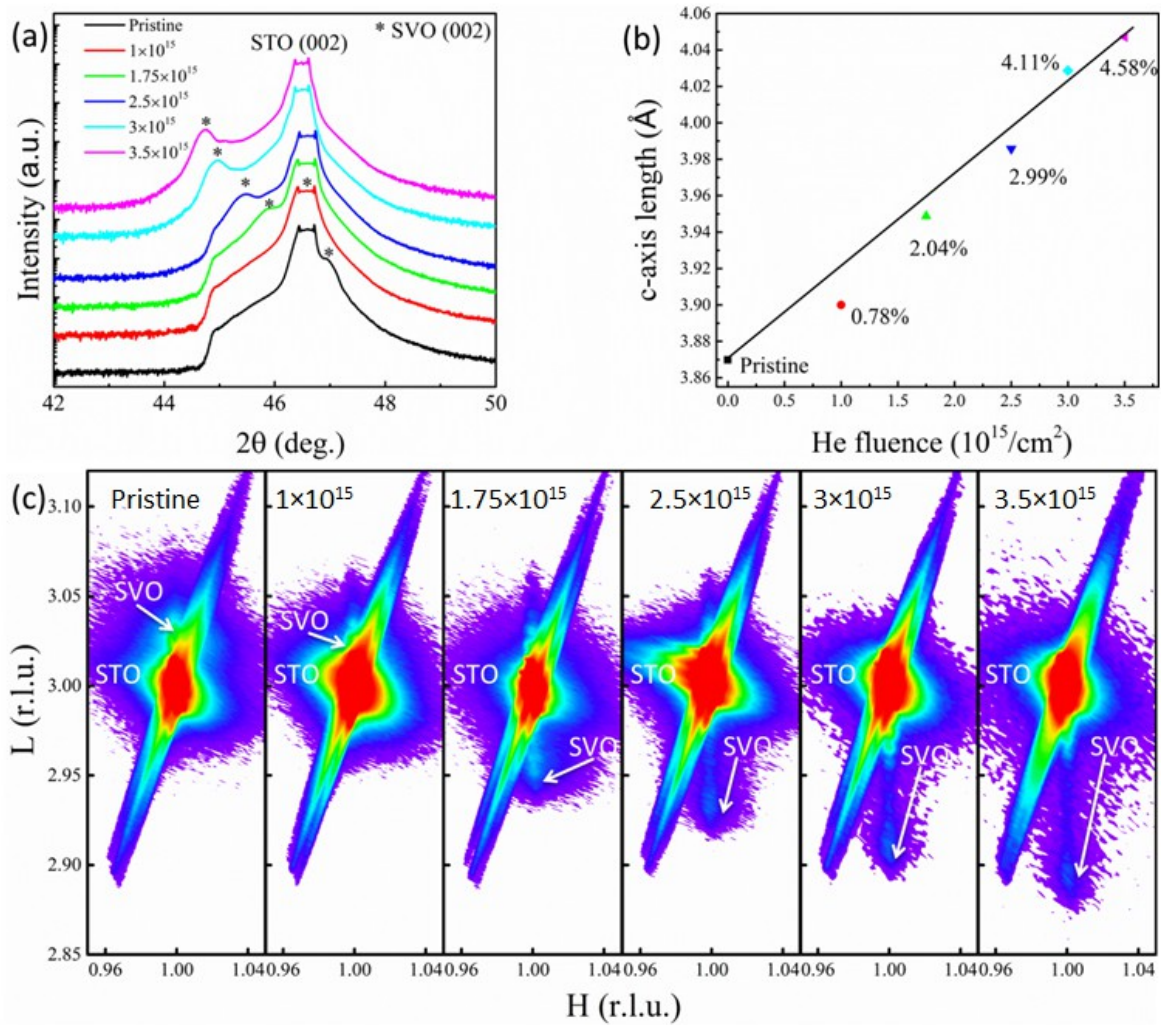 (a)
Pristine
1×10¹⁵
1.75×10¹⁵
2.5×10¹⁵
3×10¹⁵
3.5×10¹⁵
STO (002)
* SVO (002)
*
*
*
*
*
*
Intensity (a.u.)
42 44 46 48 50
2θ (deg.)
(b)
4.06
4.04
4.02
4.00
3.98
3.96
3.94
3.92
3.90
3.88
3.86
c-axis length (Å)
4.11%
4.58%
2.99%
2.04%
0.78%
Pristine
0.0 0.5 1.0 1.5 2.0 2.5 3.0 3.5
He fluence (10¹⁵/cm²)
(c)
Pristine 1×10¹⁵ 1.75×10¹⁵ 2.5×10¹⁵ 3×10¹⁵ 3.5×10¹⁵
3.10
3.05
3.00
2.95
2.90
2.85
L (r.l.u.)
SVO
SVO
STO STO STO STO STO STO
SVO SVO SVO SVO
0.96 1.00 1.04 0.96 1.00 1.04 0.96 1.00 1.04 0.96 1.00 1.04 0.96 1.00 1.04 0.96 1.00 1.04
H (r.l.u.)